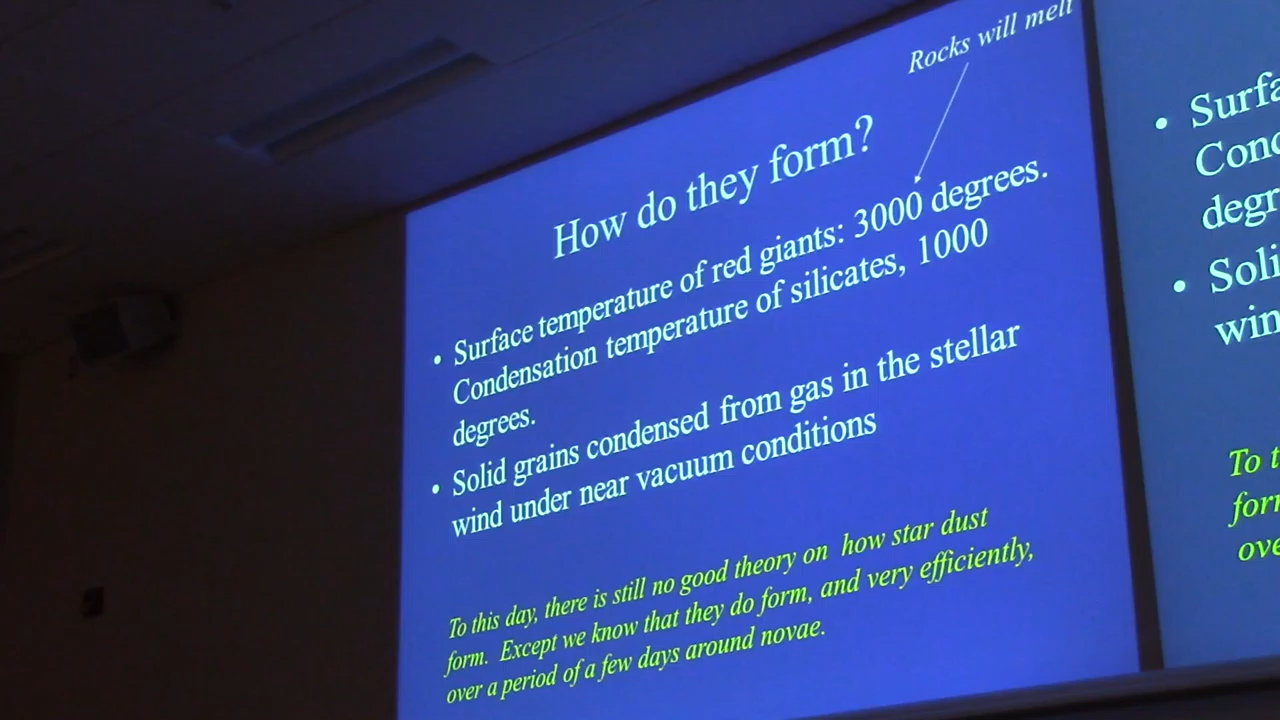 Rocks will melt
How do they form?
• Surface temperature of red giants: 3000 degrees.
Condensation temperature of silicates, 1000
degrees.
• Solid grains condensed from gas in the stellar
wind under near vacuum conditions
To this day, there is still no good theory on how star dust
form. Except we know that they do form, and very efficiently,
over a period of a few days around novae.
• Surfa
Cond
degr
• Soli
win
To t
for
ove